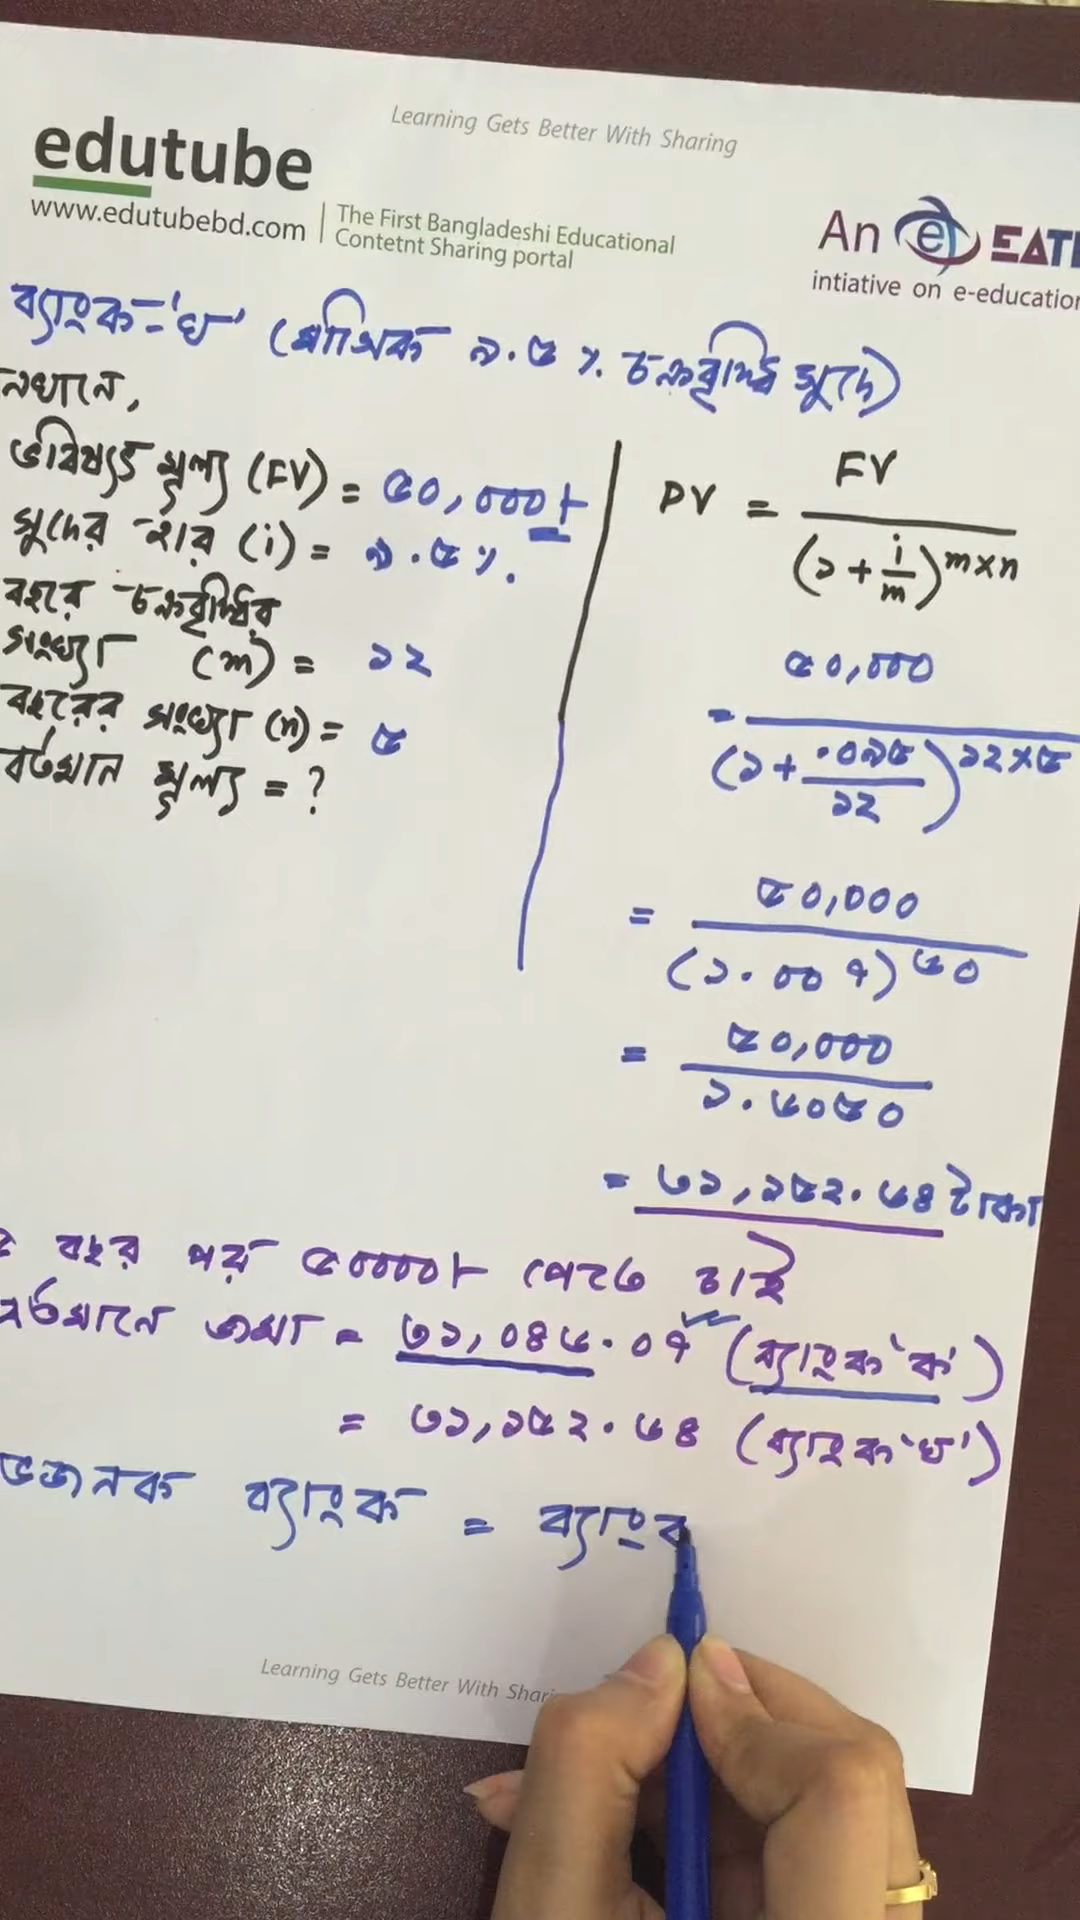 Learning Gets Better With Sharing
edutube
www.edutubebd.com
The First Bangladeshi Educational
Contetnt Sharing portal
An e EATL
intiative on e-education
ব্যাংক-'খ' (মাসিক ৯.৫% চক্রবৃদ্ধি সুদে)
এখানে,
ভবিষ্যৎ মূল্য (FV) = ৫০,০০০৳
সুদের হার (i) = ৯.৫%
বছরে চক্রবৃদ্ধির
সংখ্যা (m) = ১২
বছরের সংখ্যা (n) = ৫
বর্তমান মূল্য = ?
PV = FV / (১ + i/m)^m×n
= ৫০,০০০ / (১ + .০৯৫/১২)^১২×৫
= ৫০,০০০ / (১.০০৭)^৬০
= ৫০,০০০ / ১.৬০৫০
= ৩১,১৫২.৬৪ টাকা
বছর পর ৫০০০০৳ পেতে চাই
বর্তমানে জমা = ৩১,০৪৬.০৭ (ব্যাংক 'ক')
= ৩১,১৫২.৬৪ (ব্যাংক 'খ')
ভজনক ব্যাংক = ব্যাংক
Learning Gets Better With Shari